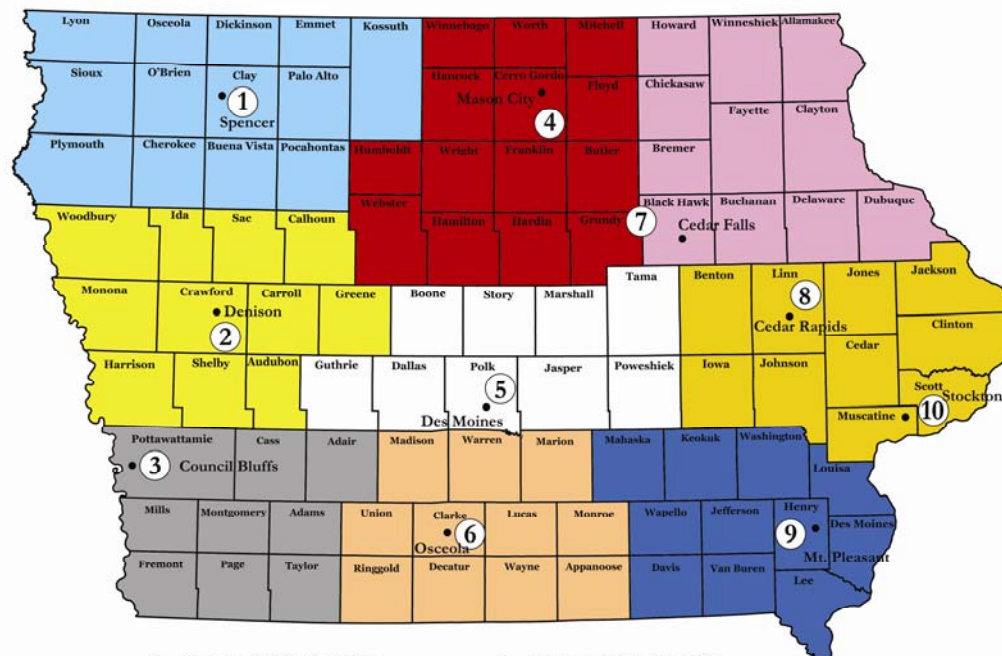 Lyon Osceola Dickinson Emmet Kossuth Winnebago Worth Mitchell Howard Winneshiek Allamakee
Sioux O'Brien Clay Palo Alto Hancock Cerro Gordo Floyd Chickasaw
1 Spencer
Mason City 4
Fayette Clayton
Plymouth Cherokee Buena Vista Pocahontas Humboldt Wright Franklin Butler Bremer
Woodbury Ida Sac Calhoun Webster Hamilton Hardin Grundy Black Hawk Buchanan Delaware Dubuque
7 Cedar Falls
Monona Crawford Carroll Greene Boone Story Marshall Tama Benton Linn Jones Jackson
Denison
2
8
Cedar Rapids
Clinton
Cedar
Harrison Shelby Audubon Guthrie Dallas Polk Jasper Poweshiek Iowa Johnson
5
Des Moines
Scott Stockton
Muscatine 10
Pottawattamie Cass Adair Madison Warren Marion Mahaska Keokuk Washington
3 Council Bluffs
Louisa
Mills Montgomery Adams Union Clarke Lucas Monroe Wapello Jefferson Henry Des Moines
6
Osceola
9
Mt. Pleasant
Fremont Page Taylor Ringgold Decatur Wayne Appanoose Davis Van Buren Lee